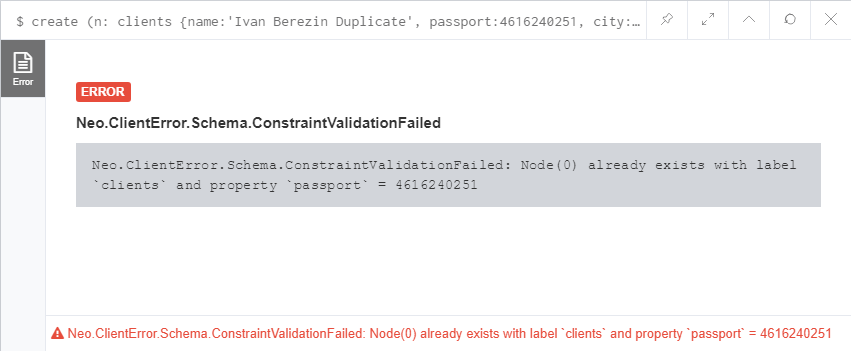 $ create (n: clients {name:'Ivan Berezin Duplicate', passport:4616240251, city:…
Error
ERROR
Neo.ClientError.Schema.ConstraintValidationFailed
Neo.ClientError.Schema.ConstraintValidationFailed: Node(0) already exists with label
`clients` and property `passport` = 4616240251
Neo.ClientError.Schema.ConstraintValidationFailed: Node(0) already exists with label `clients` and property `passport` = 4616240251